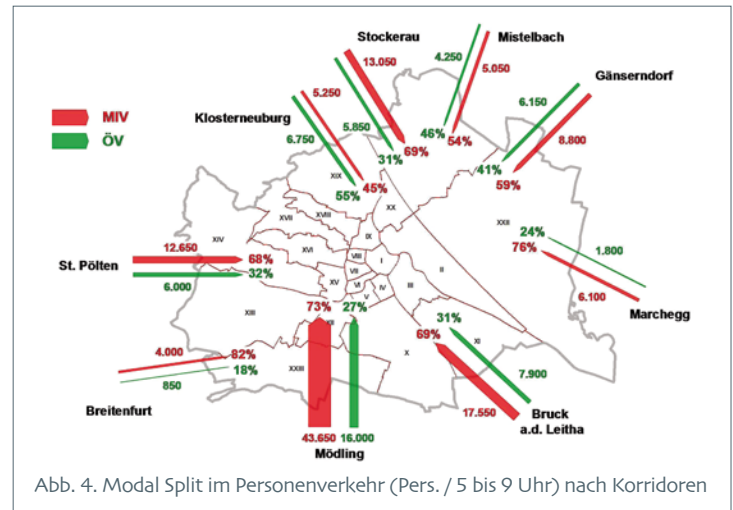 Stockerau
Mistelbach
13.050
4.250
5.050
Gänserndorf
5.250
6.150
MIV
ÖV
Klosterneuburg
5.850
8.800
6.750
46%
54%
69%
31%
41%
59%
XIX
45%
55%
XX
XXII
XVII
XVIII
IX
24%
XIV
XVI
VIII
I
II
76%
1.800
12.650
68%
VII
St. Pölten
32%
XV
VI
IV
III
6.100
6.000
V
Marchegg
XIII
73%
27%
31%
XII
69%
XI
4.000
82%
X
18%
XXIII
7.900
850
Breitenfurt
17.550
Bruck
a.d. Leitha
43.650
16.000
Mödling
Abb. 4. Modal Split im Personenverkehr (Pers. / 5 bis 9 Uhr) nach Korridoren